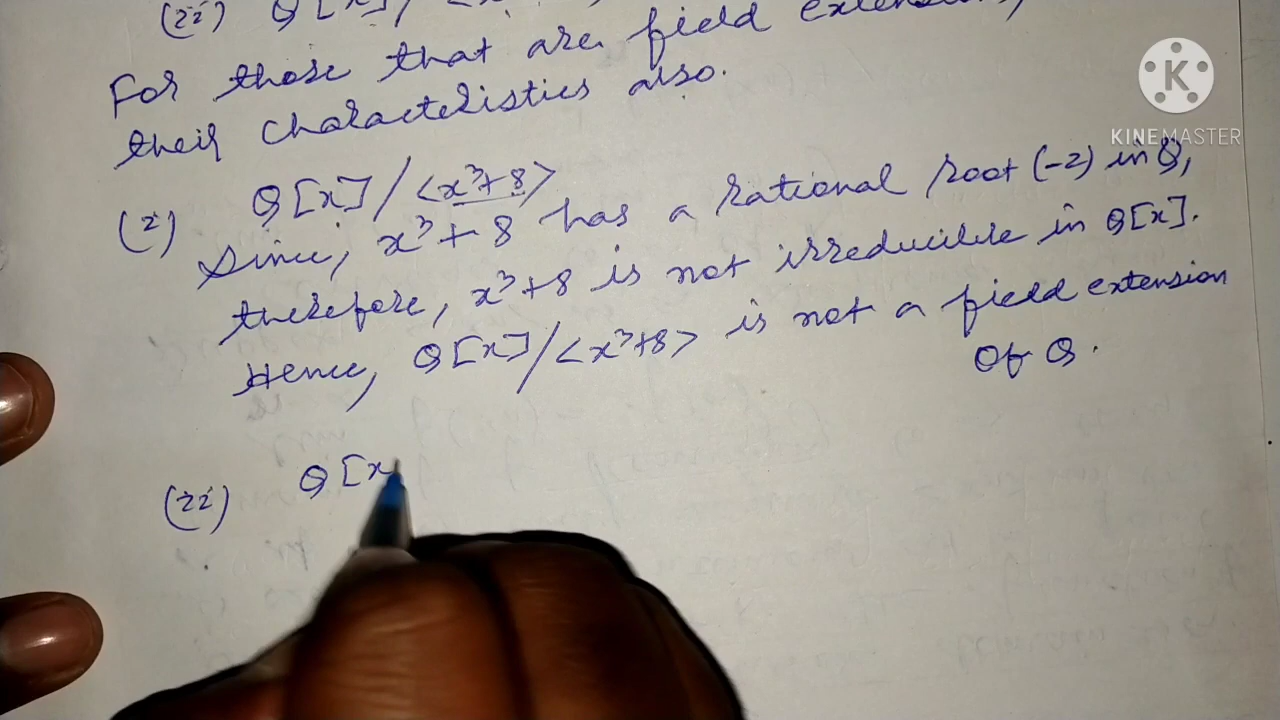 (ii) Q[x]/<x
For those that are field extension,
their characteristics also.
KINEMASTER
(i) Q[x]/<x³+8>
Since, x³+8 has a rational root (-2) in Q,
therefore, x³+8 is not irreducible in Q[x].
Hence, Q[x]/<x³+8> is not a field extension
of Q.
(ii) Q[x